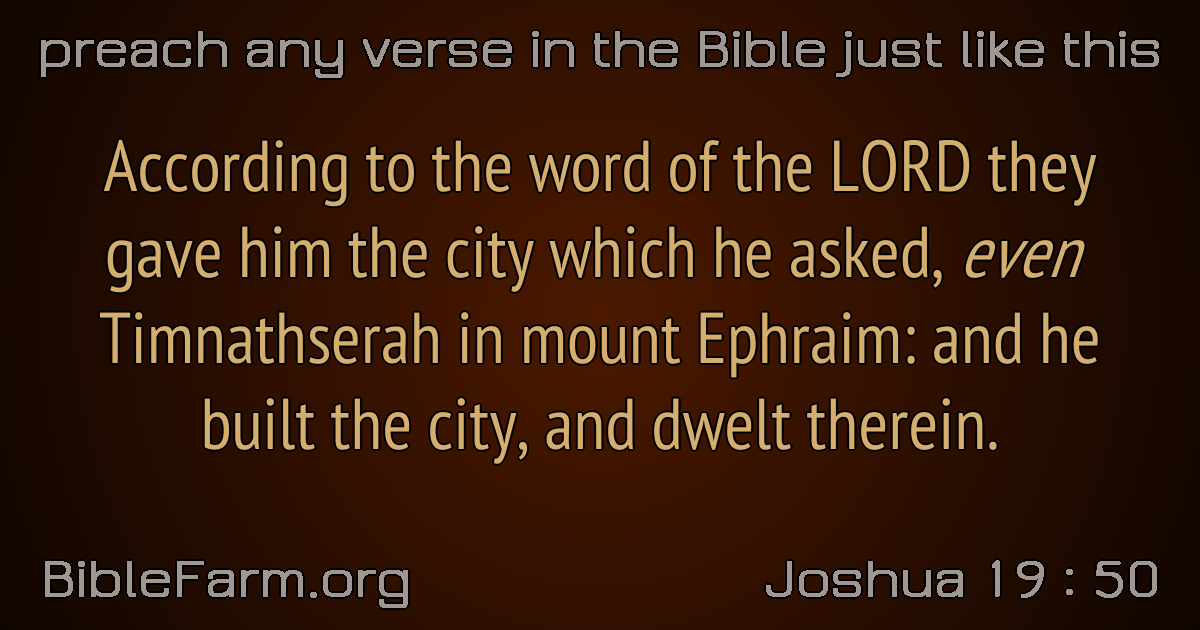 preach any verse in the Bible just like this
According to the word of the LORD they
gave him the city which he asked, even
Timnathserah in mount Ephraim: and he
built the city, and dwelt therein.
BibleFarm.org
Joshua 19 : 50